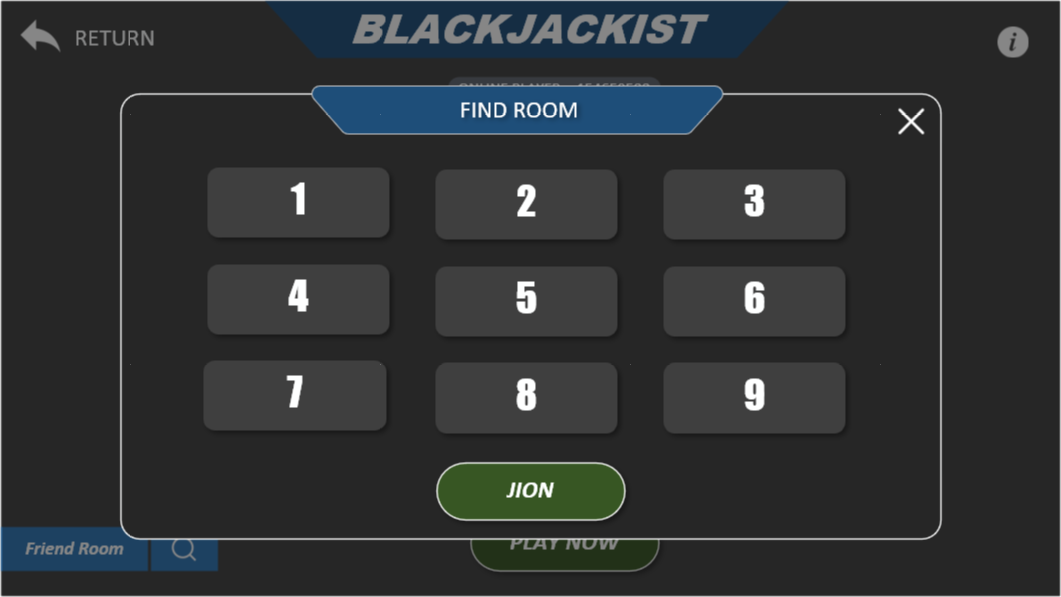 RETURN
BLACKJACKIST
i
FIND ROOM
1 2 3
4 5 6
7 8 9
JION
Friend Room
PLAY NOW